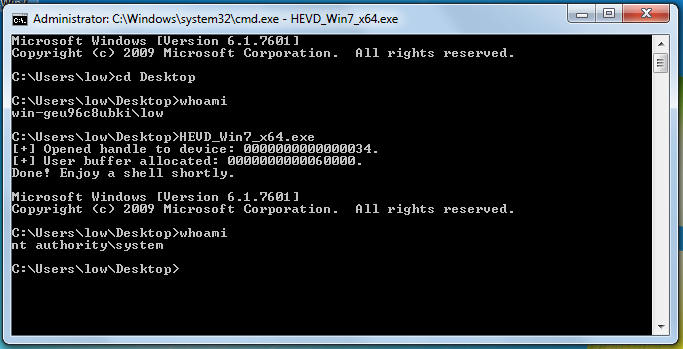 Administrator: C:\Windows\system32\cmd.exe - HEVD_Win7_x64.exe
Microsoft Windows [Version 6.1.7601]
Copyright (c) 2009 Microsoft Corporation.  All rights reserved.
C:\Users\low>cd Desktop
C:\Users\low\Desktop>whoami
win-geu96c8ubki\low
C:\Users\low\Desktop>HEVD_Win7_x64.exe
[+] Opened handle to device: 0000000000000034.
[+] User buffer allocated: 0000000000060000.
Done! Enjoy a shell shortly.
Microsoft Windows [Version 6.1.7601]
Copyright (c) 2009 Microsoft Corporation.  All rights reserved.
C:\Users\low\Desktop>whoami
nt authority\system
C:\Users\low\Desktop>